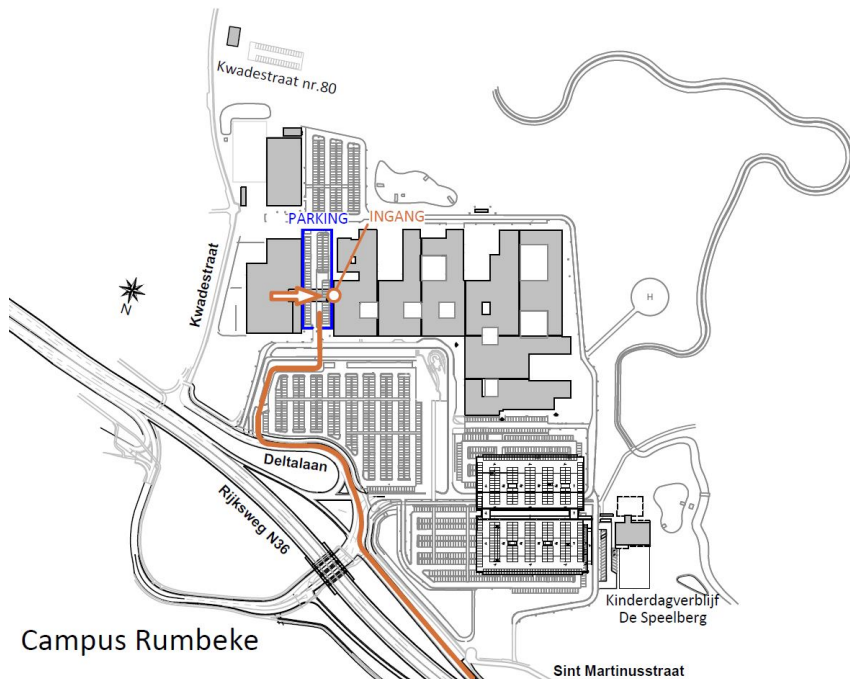 Kwadestraat nr.80
PARKING
INGANG
Kwadestraat
N
H
Deltalaan
Rijksweg N36
Kinderdagverblijf
De Speelberg
Campus Rumbeke
Sint Martinusstraat